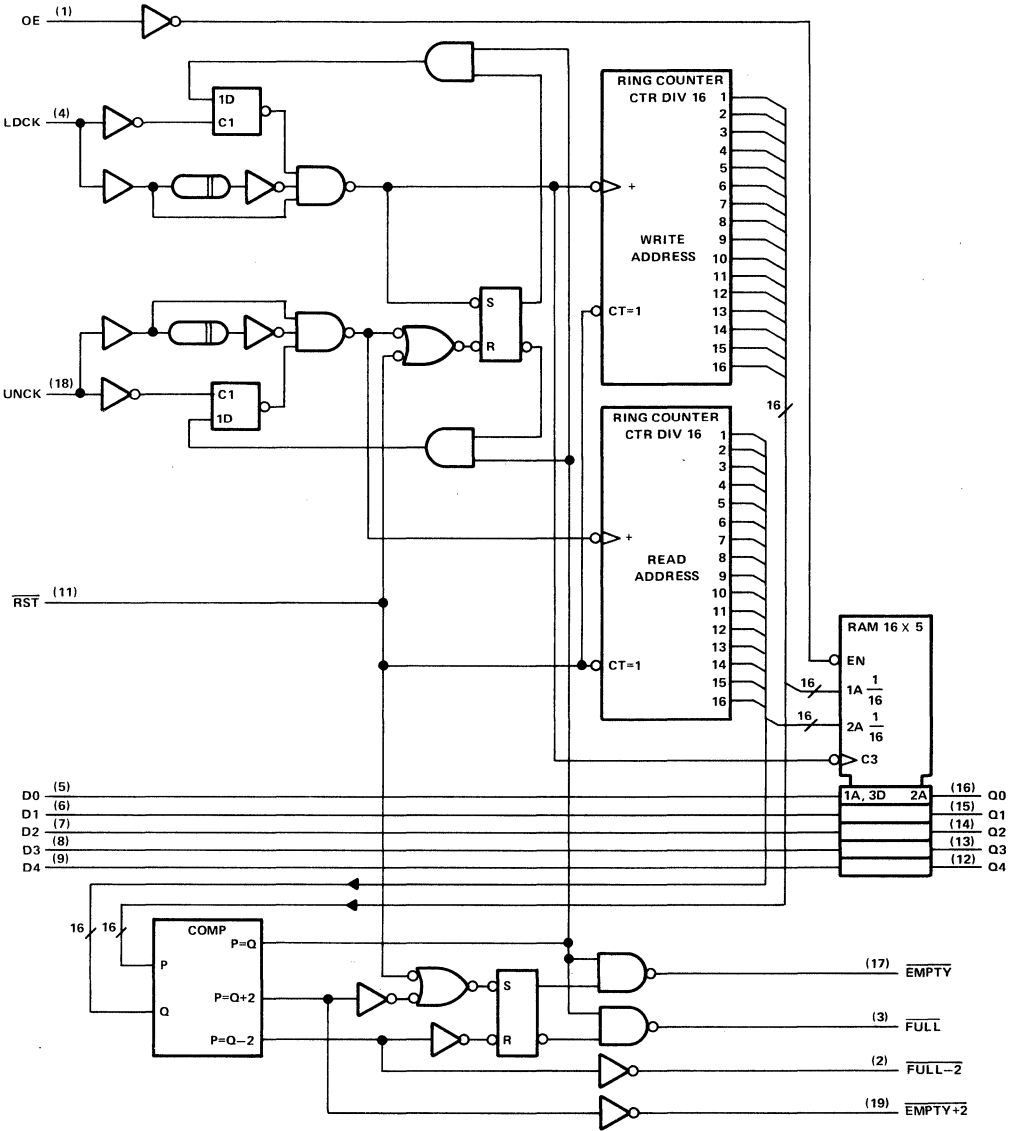 OE (1)
RING COUNTER
CTR DIV 16
1
2
3
4
5
6
7
8
9
10
11
12
13
14
15
16
1D
C1
LDCK (4)
+
WRITE
ADDRESS
S
R
CT=1
UNCK (18)
C1
1D
16
RING COUNTER
CTR DIV 16
1
2
3
4
5
6
7
8
9
10
11
12
13
14
15
16
+
READ
ADDRESS
RST (11)
CT=1
RAM 16 X 5
EN
16
1A 1/16
16
2A 1/16
C3
D0 (5)
1A, 3D 2A
(16) Q0
D1 (6)
(15) Q1
D2 (7)
(14) Q2
D3 (8)
(13) Q3
D4 (9)
(12) Q4
16
16
COMP
P=Q
P
P=Q+2
Q
P=Q−2
S
R
(17) EMPTY
(3) FULL
(2) FULL−2
(19) EMPTY+2